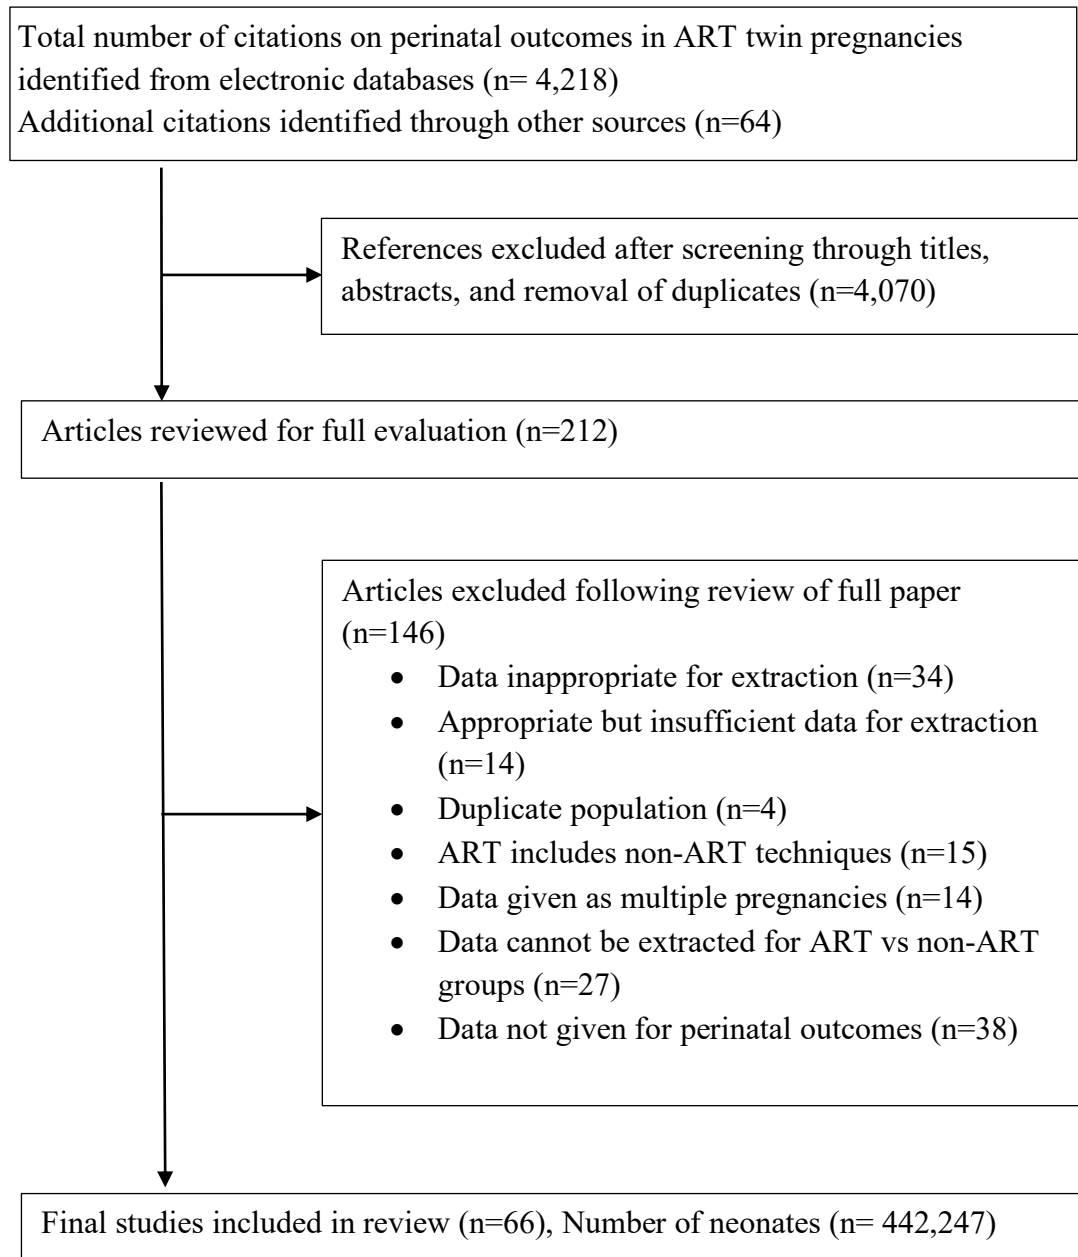 Total number of citations on perinatal outcomes in ART twin pregnancies
identified from electronic databases (n= 4,218)
Additional citations identified through other sources (n=64)
References excluded after screening through titles,
abstracts, and removal of duplicates (n=4,070)
Articles reviewed for full evaluation (n=212)
Articles excluded following review of full paper
(n=146)
• Data inappropriate for extraction (n=34)
• Appropriate but insufficient data for extraction
(n=14)
• Duplicate population (n=4)
• ART includes non-ART techniques (n=15)
• Data given as multiple pregnancies (n=14)
• Data cannot be extracted for ART vs non-ART
groups (n=27)
• Data not given for perinatal outcomes (n=38)
Final studies included in review (n=66), Number of neonates (n= 442,247)